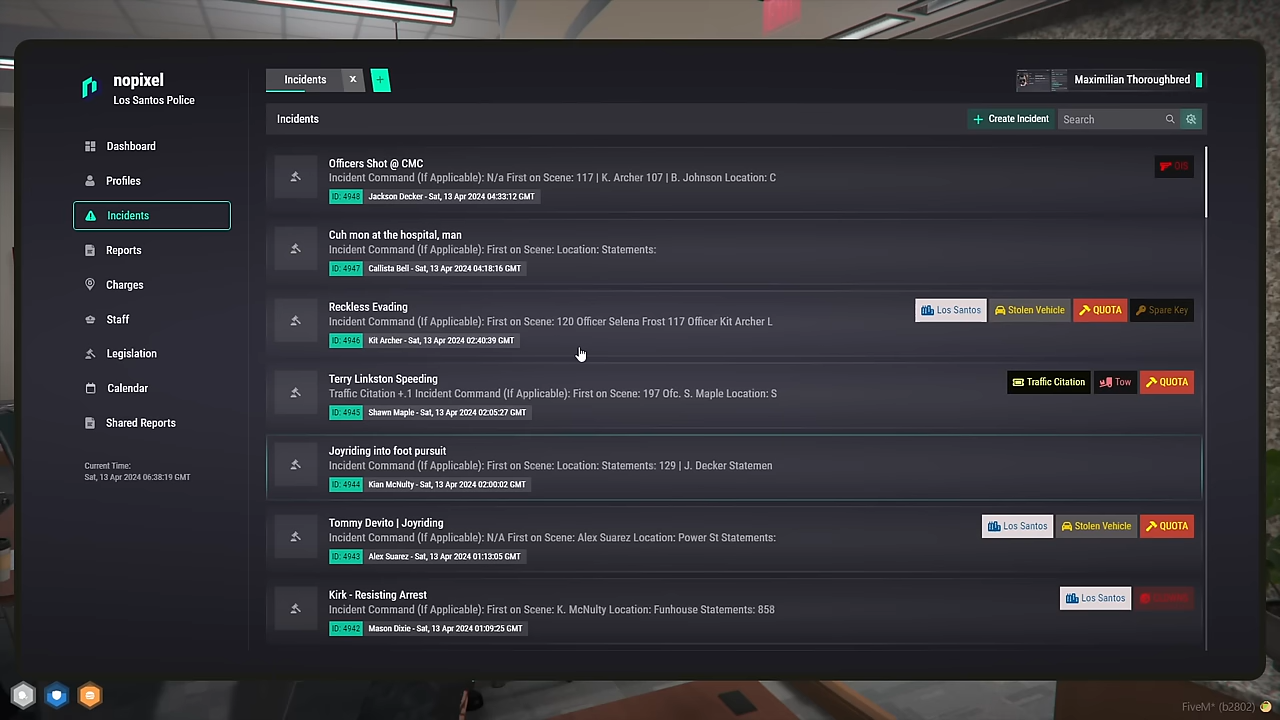 nopixel
Los Santos Police
Dashboard
Profiles
Incidents
Reports
Charges
Staff
Legislation
Calendar
Shared Reports
Current Time:
Sat, 13 Apr 2024 06:38:19 GMT
Incidents x +
Maximilian Thoroughbred
Incidents
+ Create Incident
Search
Officers Shot @ CMC
Incident Command (If Applicable): N/a First on Scene: 117 | K. Archer 107 | B. Johnson Location: C
ID: 4948 Jackson Decker - Sat, 13 Apr 2024 04:33:12 GMT
OIS
Cuh mon at the hospital, man
Incident Command (If Applicable): First on Scene: Location: Statements:
ID: 4947 Callista Bell - Sat, 13 Apr 2024 04:18:16 GMT
Reckless Evading
Incident Command (If Applicable): First on Scene: 120 Officer Selena Frost 117 Officer Kit Archer L
ID: 4946 Kit Archer - Sat, 13 Apr 2024 02:40:39 GMT
Los Santos Stolen Vehicle QUOTA Spare Key
Terry Linkston Speeding
Traffic Citation +.1 Incident Command (If Applicable): First on Scene: 197 Ofc. S. Maple Location: S
ID: 4945 Shawn Maple - Sat, 13 Apr 2024 02:05:27 GMT
Traffic Citation Tow QUOTA
Joyriding into foot pursuit
Incident Command (If Applicable): First on Scene: Location: Statements: 129 | J. Decker Statemen
ID: 4944 Kian McNulty - Sat, 13 Apr 2024 02:00:02 GMT
Tommy Devito | Joyriding
Incident Command (If Applicable): N/A First on Scene: Alex Suarez Location: Power St Statements:
ID: 4943 Alex Suarez - Sat, 13 Apr 2024 01:13:05 GMT
Los Santos Stolen Vehicle QUOTA
Kirk - Resisting Arrest
Incident Command (If Applicable): First on Scene: K. McNulty Location: Funhouse Statements: 858
ID: 4942 Mason Dixie - Sat, 13 Apr 2024 01:09:25 GMT
Los Santos
FiveM* (b2802)